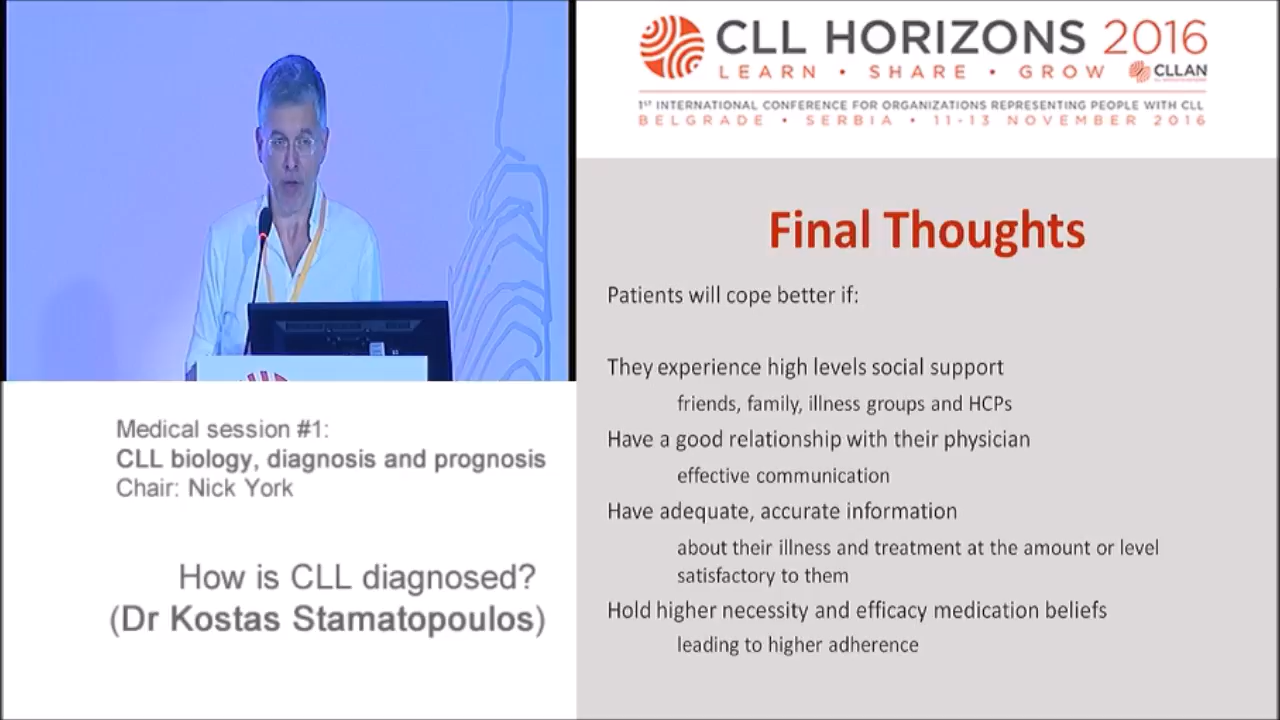 Medical session #1:
CLL biology, diagnosis and prognosis
Chair: Nick York
How is CLL diagnosed?
(Dr Kostas Stamatopoulos)
CLL HORIZONS 2016
LEARN • SHARE • GROW
CLLAN
1ST INTERNATIONAL CONFERENCE FOR ORGANIZATIONS REPRESENTING PEOPLE WITH CLL
BELGRADE • SERBIA • 11-13 NOVEMBER 2016
Final Thoughts
Patients will cope better if:
They experience high levels social support
friends, family, illness groups and HCPs
Have a good relationship with their physician
effective communication
Have adequate, accurate information
about their illness and treatment at the amount or level
satisfactory to them
Hold higher necessity and efficacy medication beliefs
leading to higher adherence